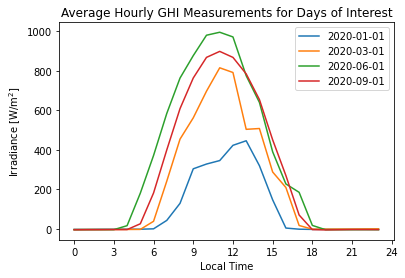 Average Hourly GHI Measurements for Days of Interest
1000
800
600
400
200
0
Irradiance [W/m²]
2020-01-01
2020-03-01
2020-06-01
2020-09-01
0 3 6 9 12 15 18 21 24
Local Time